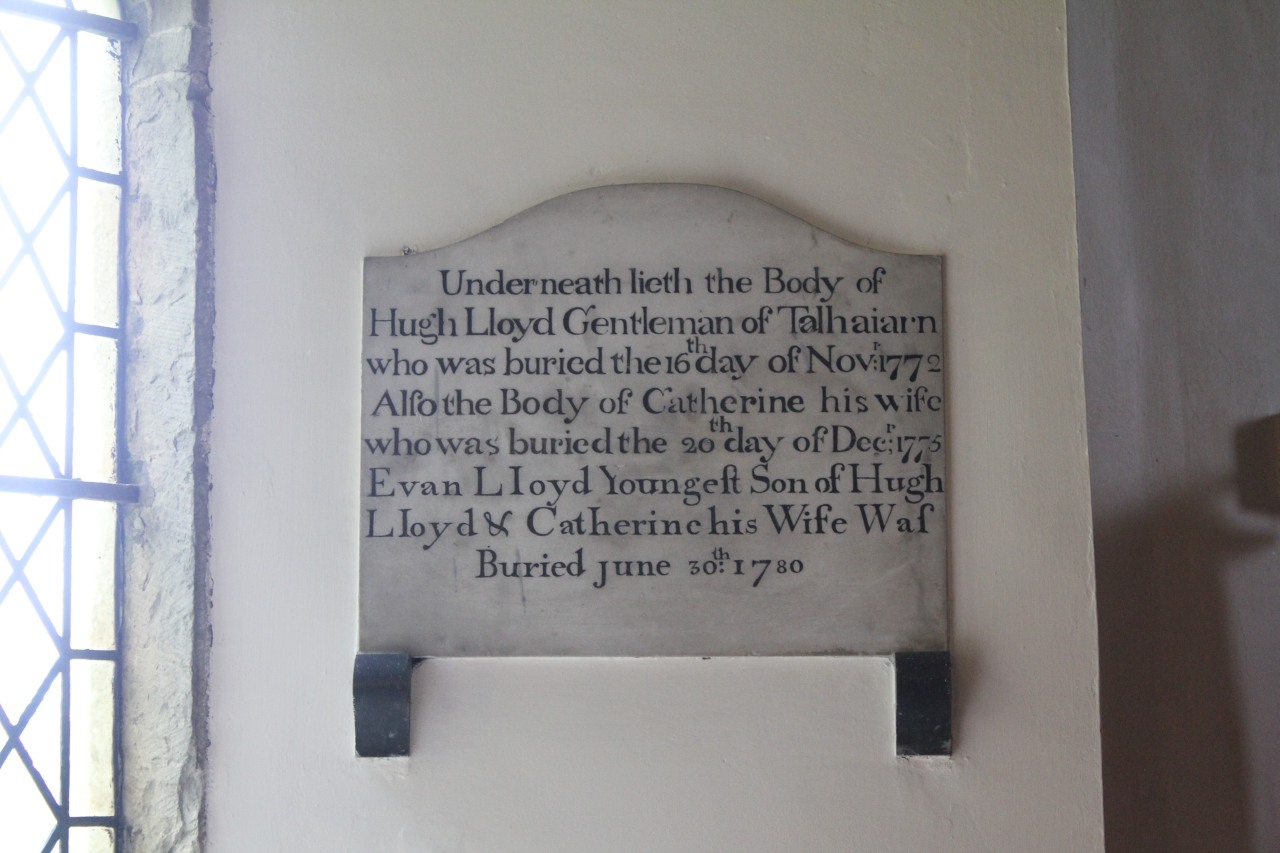 Underneath lieth the Body of
Hugh Lloyd Gentleman of Talhaiarn
who was buried the 16th day of Novr: 1772
Alſo the Body of Catherine his wife
who was buried the 20th day of Decr; 1775
Evan Lloyd Youngeſt Son of Hugh
Lloyd & Catherine his Wife Waſ
Buried June 30th: 1780